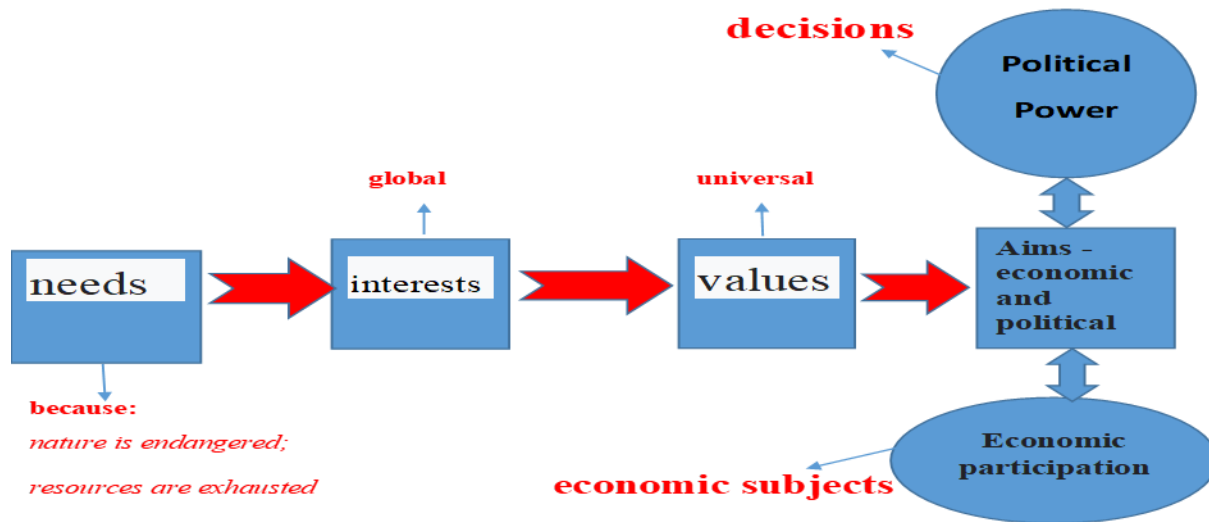 decisions
Political
Power
global
universal
needs
interests
values
Aims -
economic
and
political
because:
nature is endangered;
resources are exhausted
Economic
participation
economic subjects